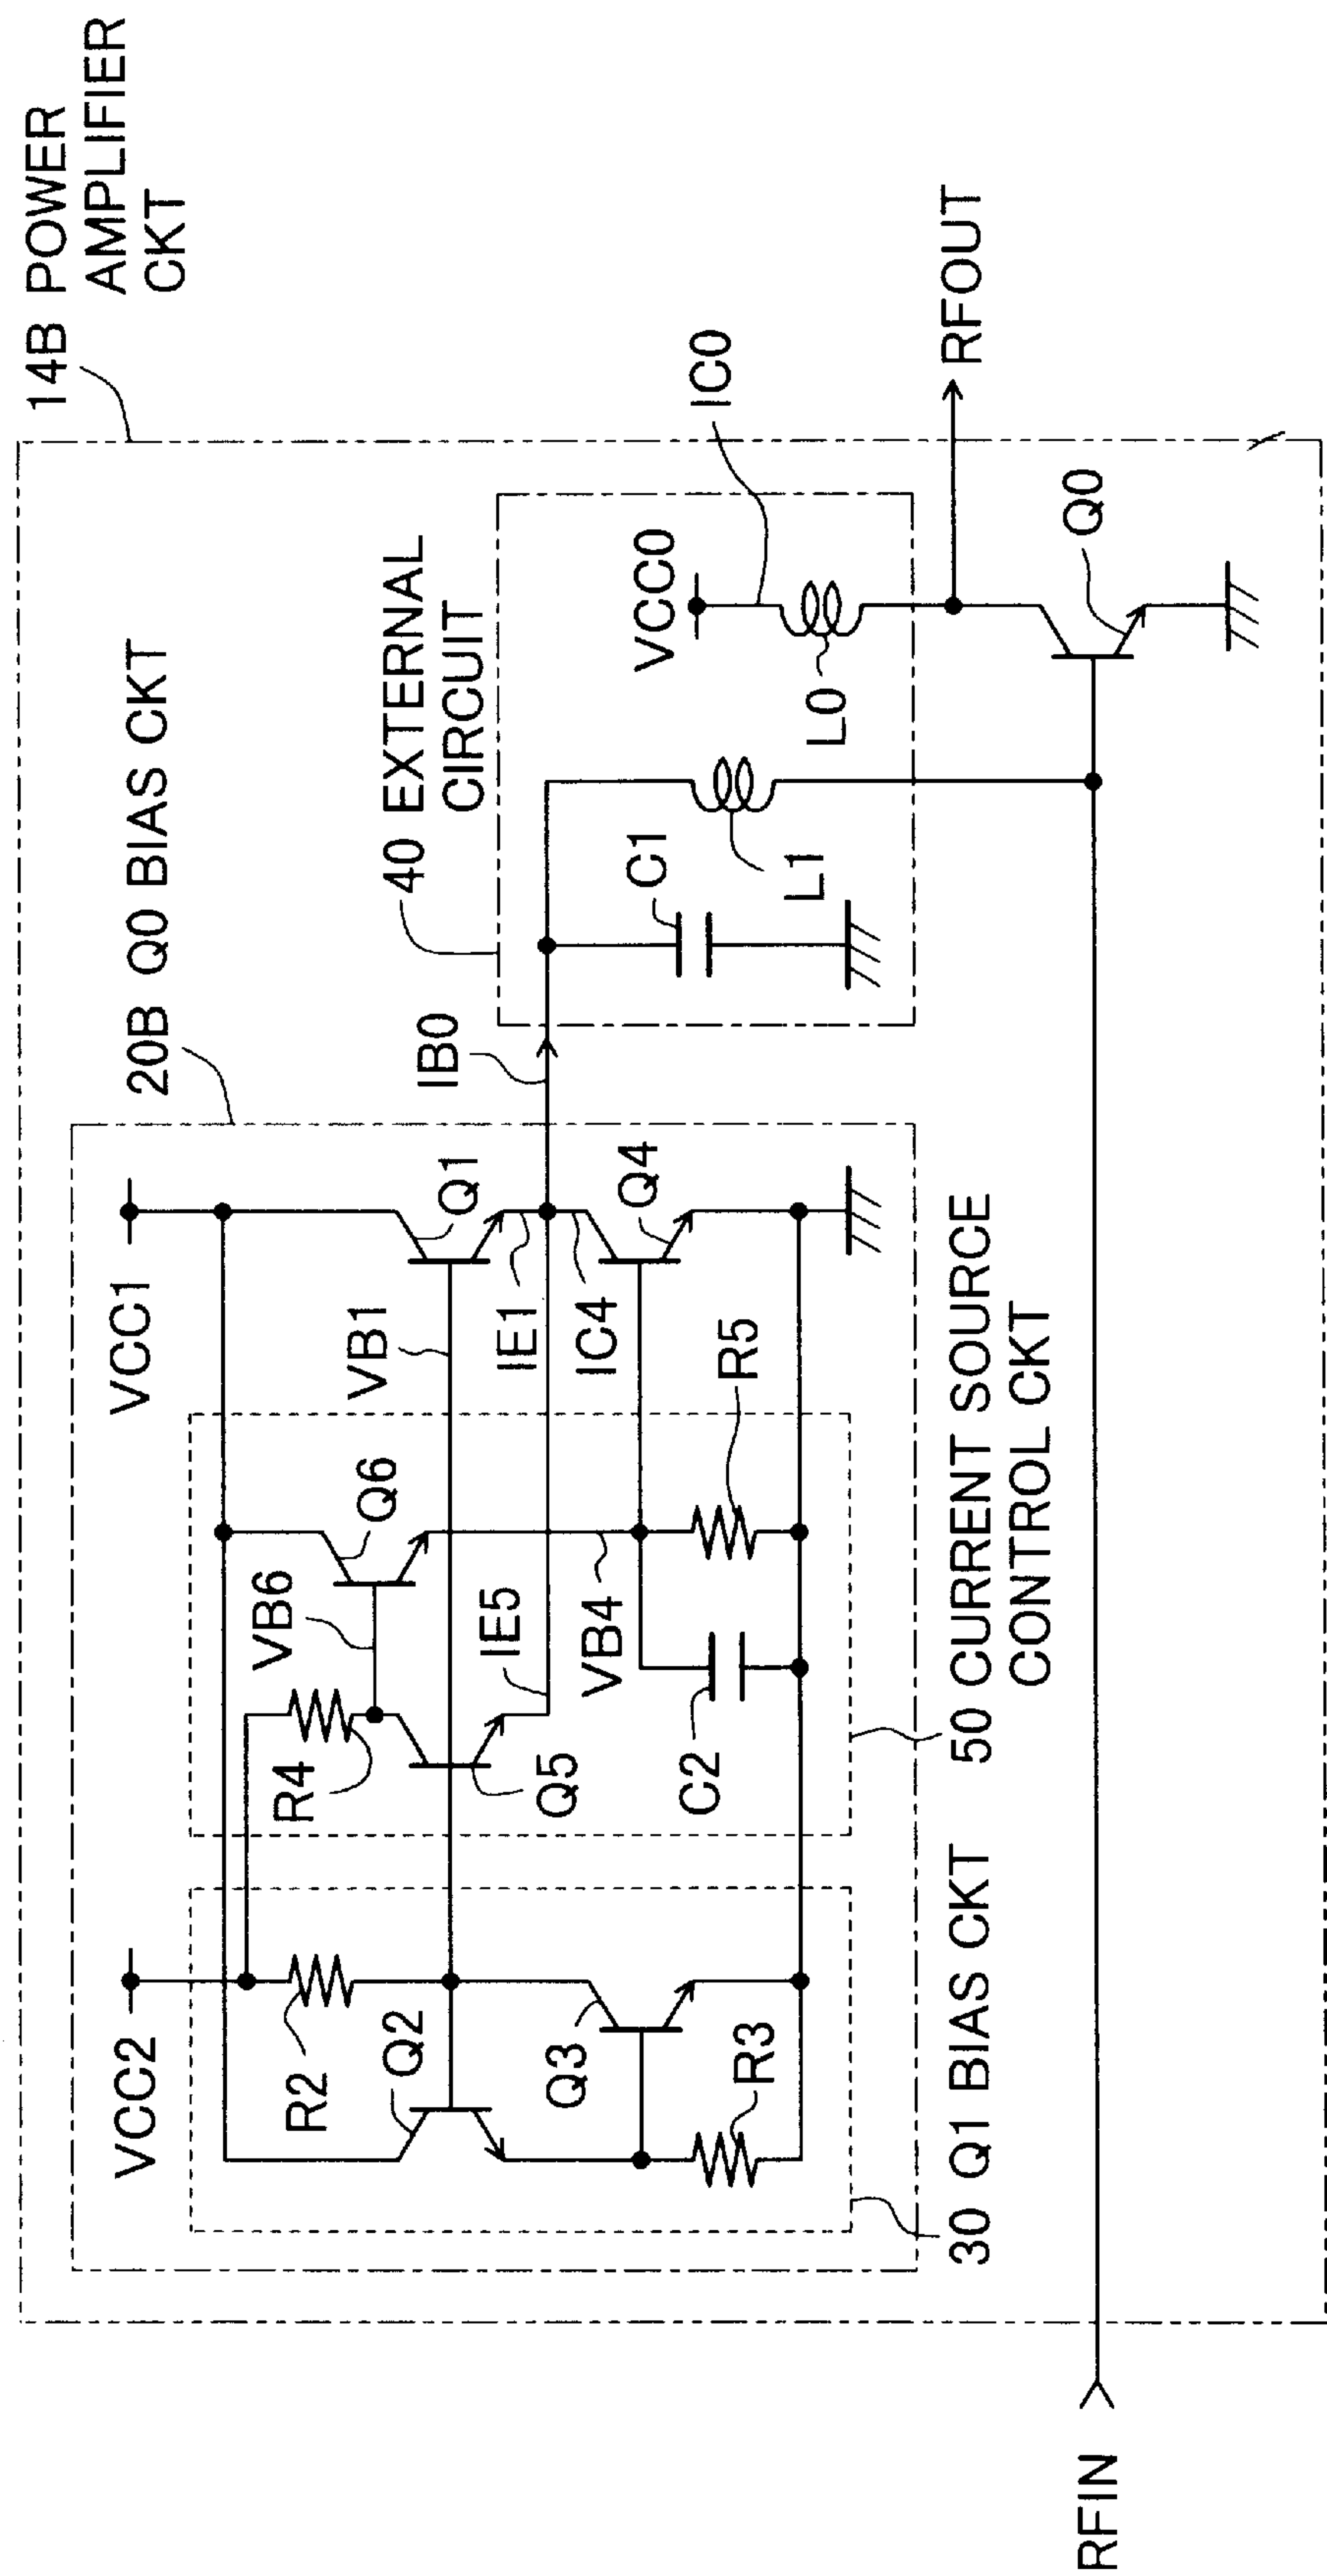 14B POWER
AMPLIFIER
CKT
20B Q0 BIAS CKT
VCC2
VCC1
40 EXTERNAL
CIRCUIT
IC0
VCC0
R2
Q2
R4
VB6
Q6
VB1
Q1
IB0
C1
L0
RFOUT
Q3
R3
Q5
IE5
VB4
C2
R5
IE1
IC4
Q4
L1
Q0
30 Q1 BIAS CKT
50 CURRENT SOURCE
CONTROL CKT
RFIN